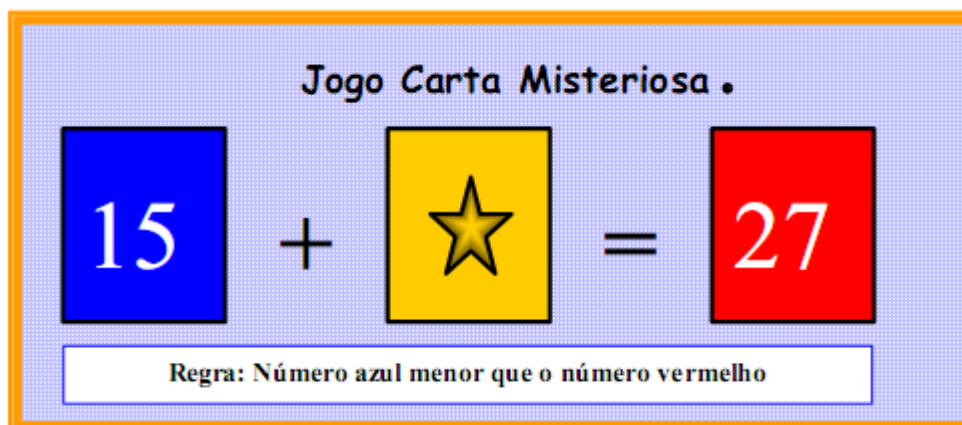 Jogo Carta Misteriosa.
15 + = 27
Regra: Número azul menor que o número vermelho